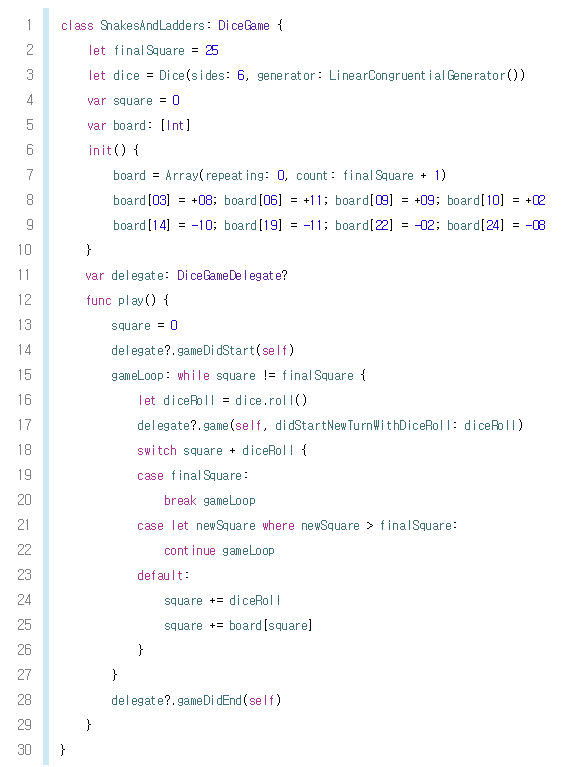 1 class SnakesAndLadders: DiceGame {
2 let finalSquare = 25
3 let dice = Dice(sides: 6, generator: LinearCongruentialGenerator())
4 var square = 0
5 var board: [Int]
6 init() {
7 board = Array(repeating: 0, count: finalSquare + 1)
8 board[03] = +08; board[06] = +11; board[09] = +09; board[10] = +02
9 board[14] = -10; board[19] = -11; board[22] = -02; board[24] = -08
10 }
11 var delegate: DiceGameDelegate?
12 func play() {
13 square = 0
14 delegate?.gameDidStart(self)
15 gameLoop: while square != finalSquare {
16 let diceRoll = dice.roll()
17 delegate?.game(self, didStartNewTurnWithDiceRoll: diceRoll)
18 switch square + diceRoll {
19 case finalSquare:
20 break gameLoop
21 case let newSquare where newSquare > finalSquare:
22 continue gameLoop
23 default:
24 square += diceRoll
25 square += board[square]
26 }
27 }
28 delegate?.gameDidEnd(self)
29 }
30 }